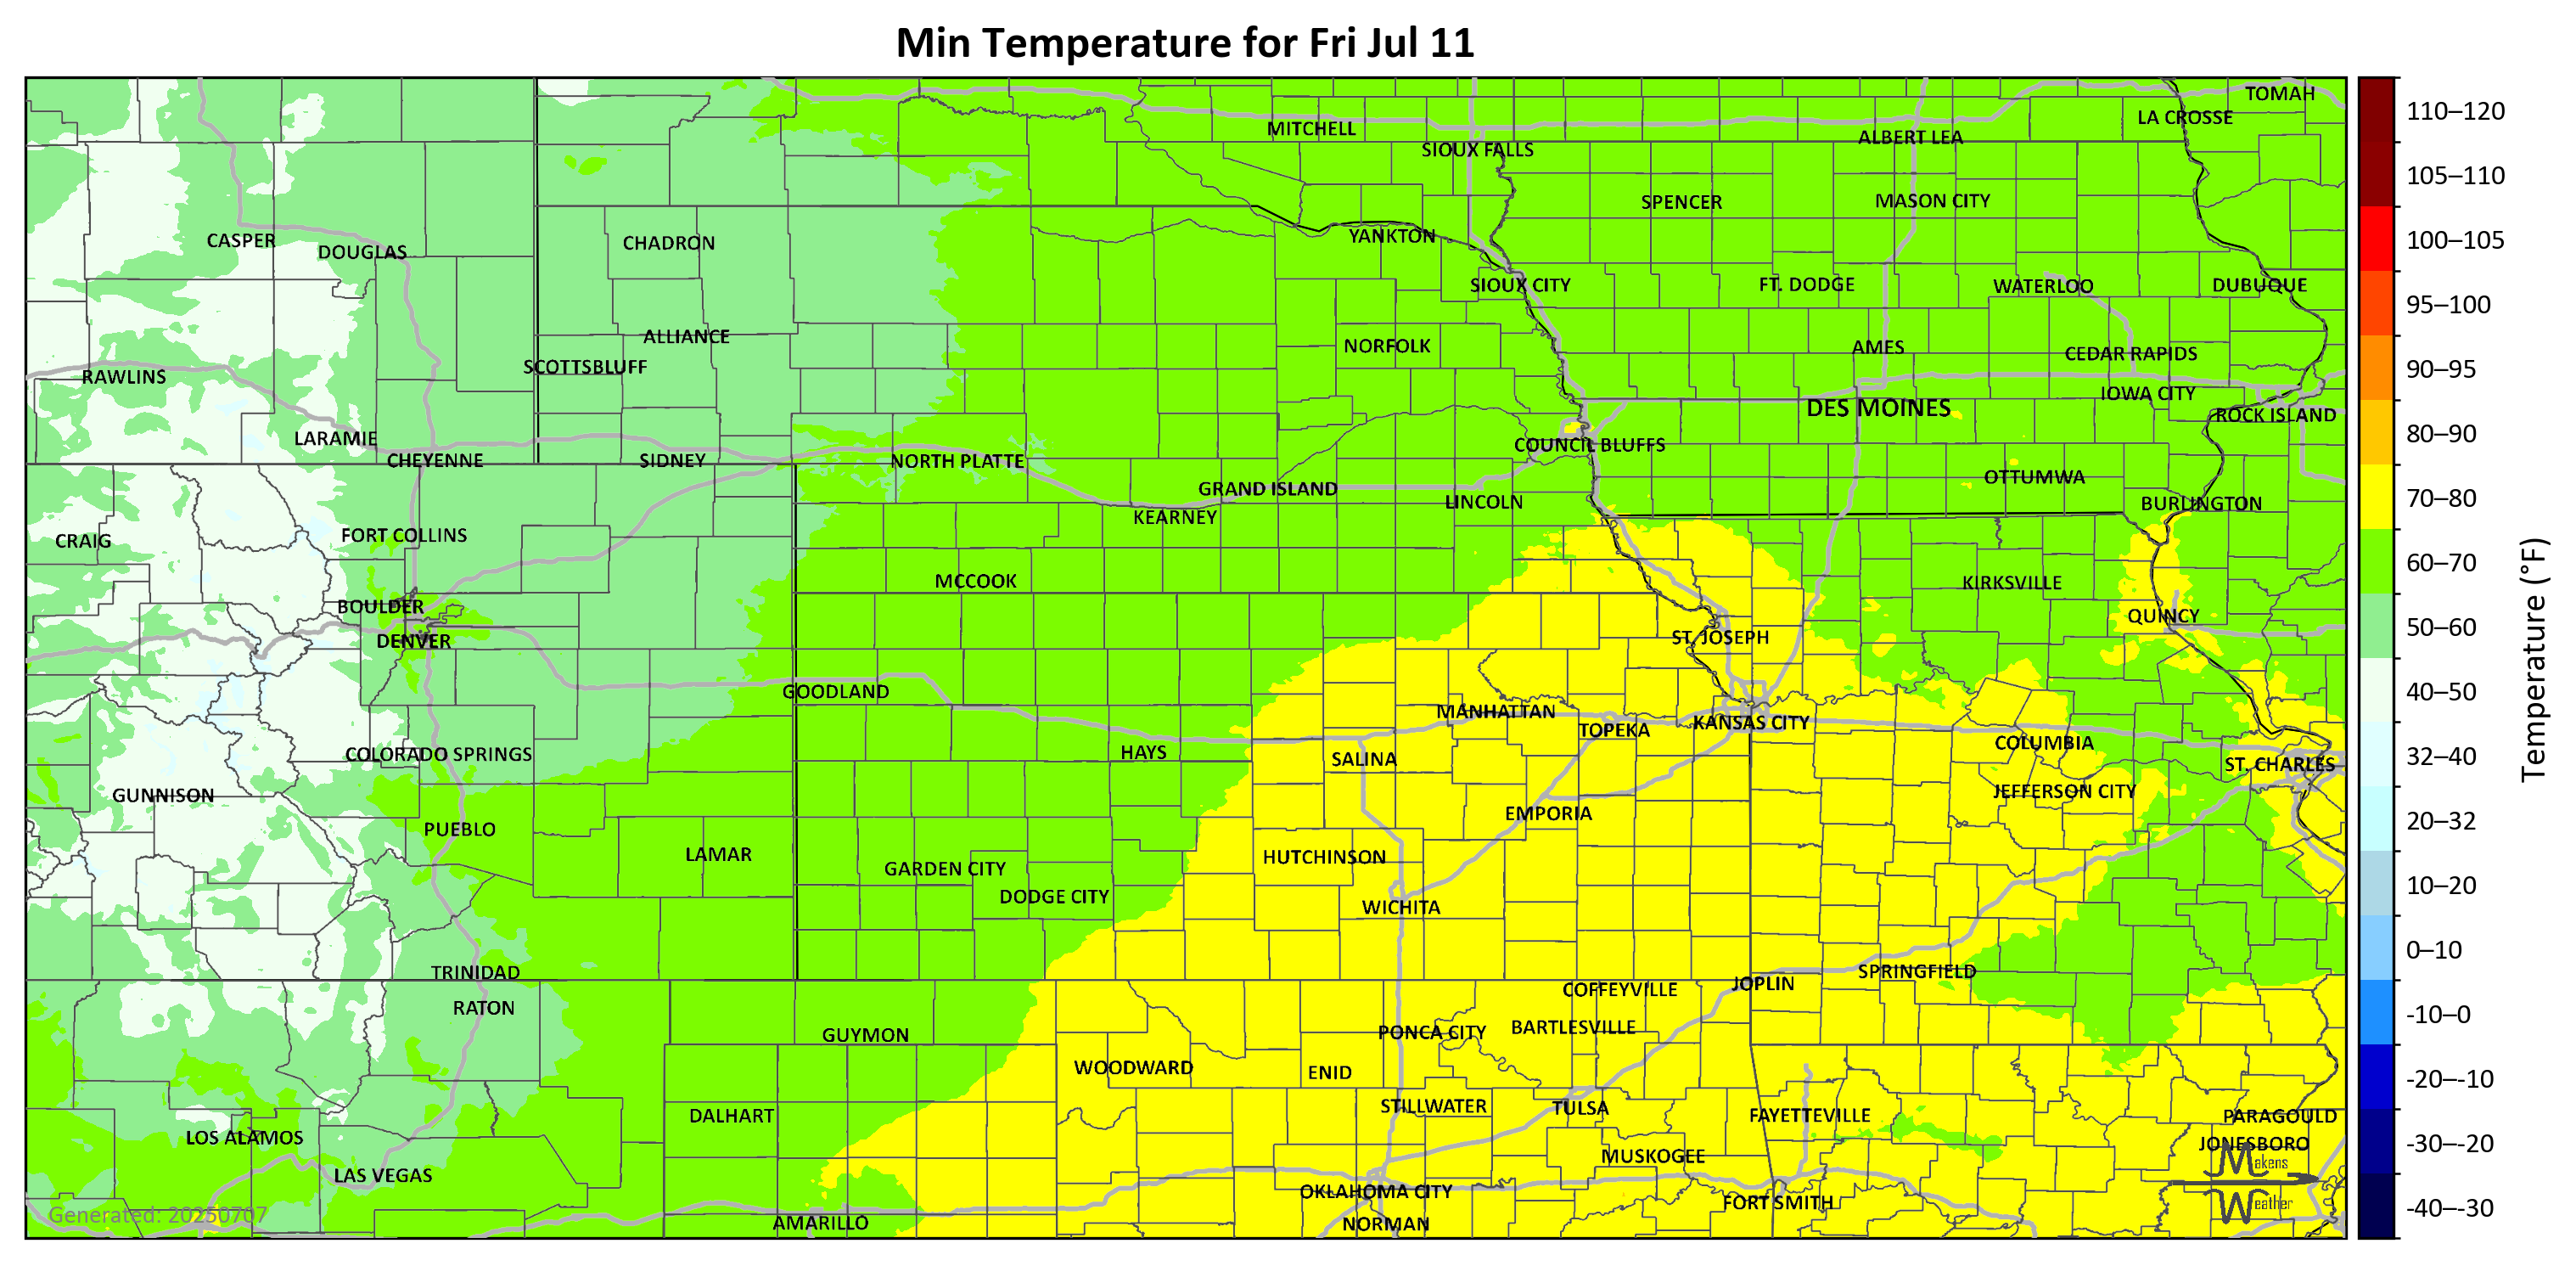 Min Temperature for Fri Jul 11
TOMAH
LA CROSSE
MITCHELL
ALBERT LEA
SIOUX FALLS
SPENCER
MASON CITY
CASPER
DOUGLAS
CHADRON
YANKTON
SIOUX CITY
FT. DODGE
WATERLOO
DUBUQUE
ALLIANCE
NORFOLK
AMES
CEDAR RAPIDS
SCOTTSBLUFF
RAWLINS
IOWA CITY
DES MOINES
ROCK ISLAND
LARAMIE
COUNCIL BLUFFS
CHEYENNE
SIDNEY
NORTH PLATTE
OTTUMWA
GRAND ISLAND
LINCOLN
BURLINGTON
KEARNEY
FORT COLLINS
CRAIG
MCCOOK
KIRKSVILLE
BOULDER
QUINCY
DENVER
ST. JOSEPH
GOODLAND
MANHATTAN
KANSAS CITY
TOPEKA
COLUMBIA
COLORADO SPRINGS
HAYS
SALINA
ST. CHARLES
GUNNISON
JEFFERSON CITY
EMPORIA
PUEBLO
LAMAR
HUTCHINSON
GARDEN CITY
DODGE CITY
WICHITA
TRINIDAD
SPRINGFIELD
JOPLIN
COFFEYVILLE
RATON
BARTLESVILLE
PONCA CITY
GUYMON
WOODWARD
ENID
STILLWATER
TULSA
DALHART
FAYETTEVILLE
PARAGOULD
LOS ALAMOS
JONESBORO
MUSKOGEE
LAS VEGAS
OKLAHOMA CITY
FORT SMITH
AMARILLO
NORMAN
Generated: 20250707
Makens
Weather
110–120
105–110
100–105
95–100
90–95
80–90
70–80
60–70
50–60
40–50
32–40
20–32
10–20
0–10
-10–0
-20–-10
-30–-20
-40–-30
Temperature (°F)